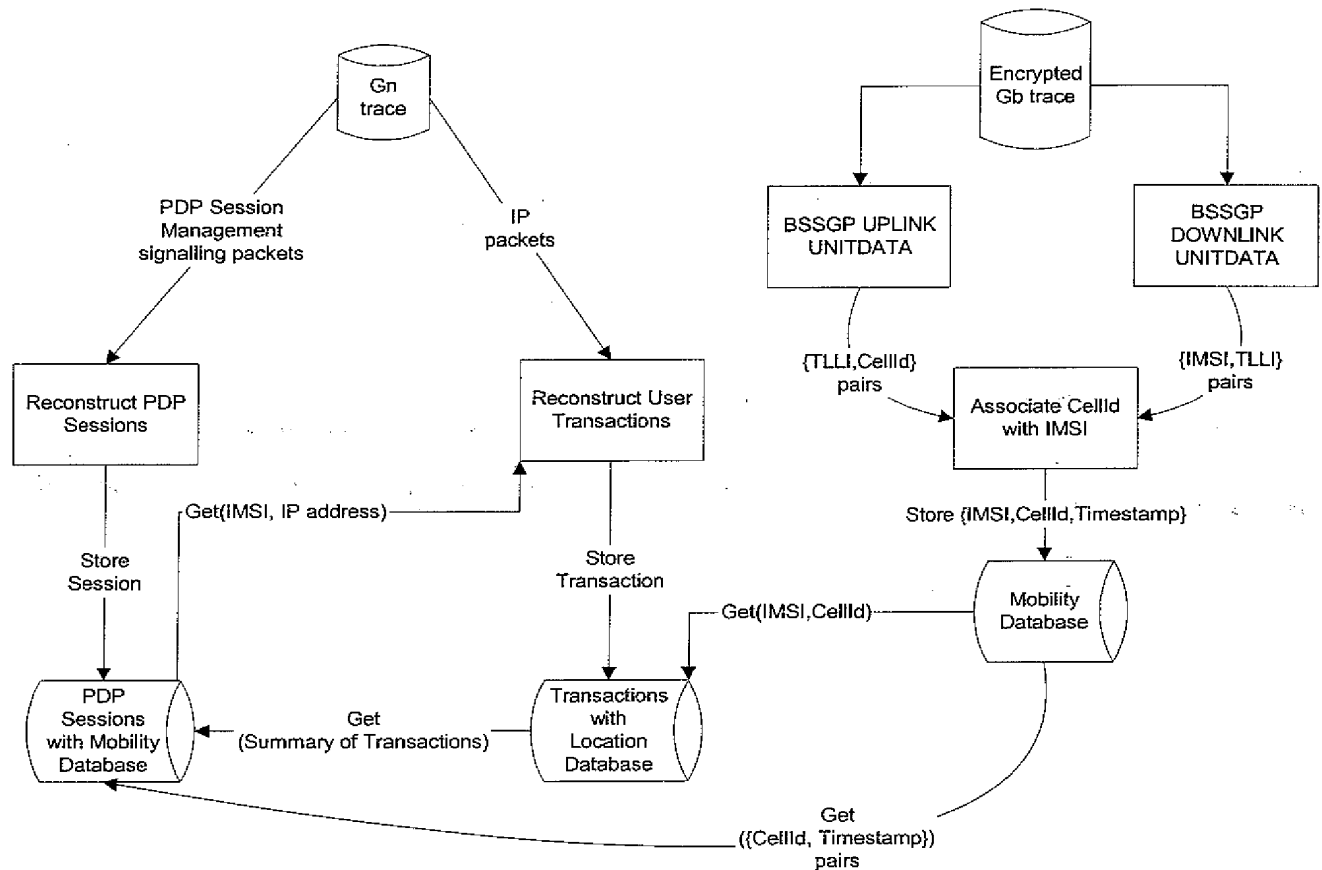 Gn
trace
Encrypted
Gb trace
PDP Session
Management
signalling packets
IP
packets
BSSGP UPLINK
UNITDATA
BSSGP
DOWNLINK
UNITDATA
{TLLI,CellId}
pairs
{IMSI,TLLI}
pairs
Reconstruct PDP
Sessions
Reconstruct User
Transactions
Associate CellId
with IMSI
Get(IMSI, IP address)
Store {IMSI,CellId,Timestamp}
Store
Session
Store
Transaction
Get(IMSI,CellId)
Mobility
Database
PDP
Sessions
with Mobility
Database
Get
(Summary of Transactions)
Transactions
with
Location
Database
Get
({CellId, Timestamp})
pairs